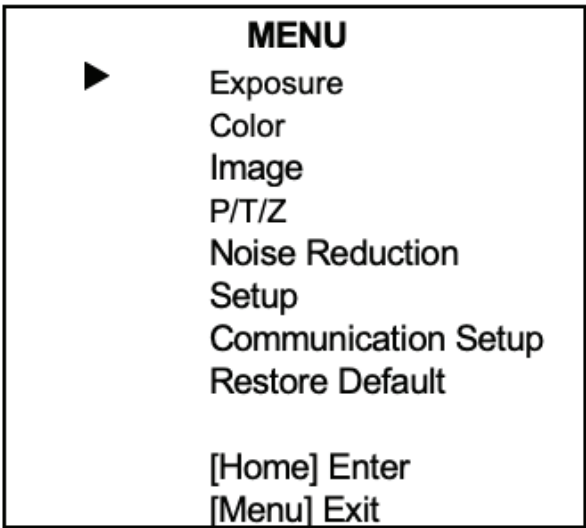 MENU
Exposure
Color
Image
P/T/Z
Noise Reduction
Setup
Communication Setup
Restore Default
[Home] Enter
[Menu] Exit